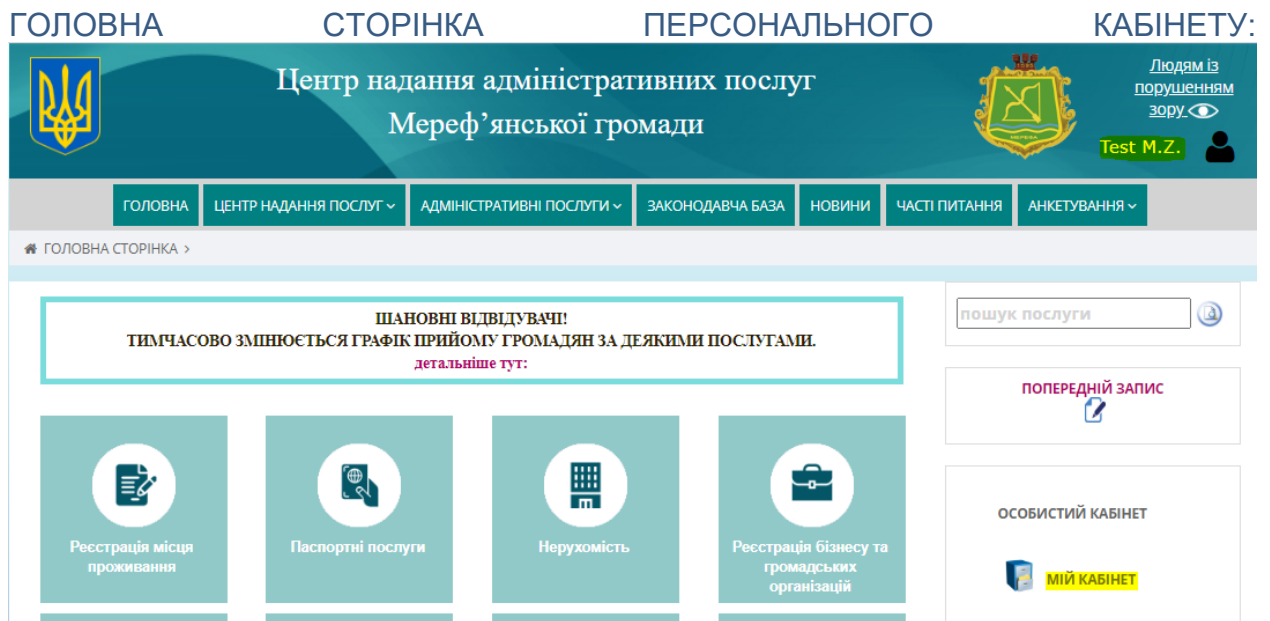 ГОЛОВНА СТОРІНКА ПЕРСОНАЛЬНОГО КАБІНЕТУ:
Центр надання адміністративних послуг
Мереф’янської громади
МЕРЕФА
Людям із
порушенням
зору
Test M.Z.
ГОЛОВНА
ЦЕНТР НАДАННЯ ПОСЛУГ
АДМІНІСТРАТИВНІ ПОСЛУГИ
ЗАКОНОДАВЧА БАЗА
НОВИНИ
ЧАСТІ ПИТАННЯ
АНКЕТУВАННЯ
ГОЛОВНА СТОРІНКА >
ШАНОВНІ ВІДВІДУВАЧІ!
ТИМЧАСОВО ЗМІНЮЄТЬСЯ ГРАФІК ПРИЙОМУ ГРОМАДЯН ЗА ДЕЯКИМИ ПОСЛУГАМИ.
детальніше тут:
Реєстрація місця
проживання
Паспортні послуги
Нерухомість
Реєстрація бізнесу та
громадських
організацій
пошук послуги
ПОПЕРЕДНІЙ ЗАПИС
ОСОБИСТИЙ КАБІНЕТ
МІЙ КАБІНЕТ